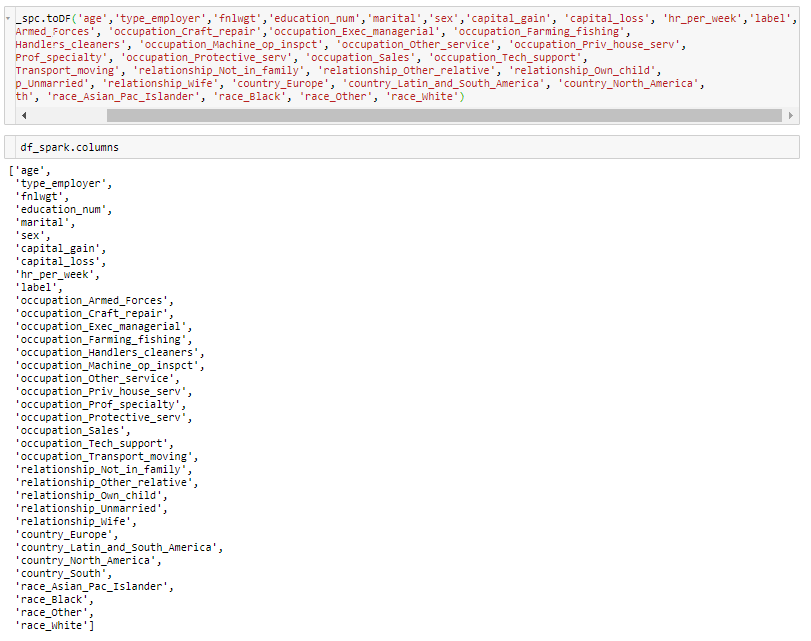 _spc.toDF('age','type_employer','fnlwgt','education_num','marital','sex','capital_gain', 'capital_loss', 'hr_per_week','label',
Armed_Forces', 'occupation_Craft_repair','occupation_Exec_managerial', 'occupation_Farming_fishing',
Handlers_cleaners', 'occupation_Machine_op_inspct', 'occupation_Other_service', 'occupation_Priv_house_serv',
Prof_specialty', 'occupation_Protective_serv', 'occupation_Sales', 'occupation_Tech_support',
Transport_moving', 'relationship_Not_in_family', 'relationship_Other_relative', 'relationship_Own_child',
p_Unmarried', 'relationship_Wife', 'country_Europe', 'country_Latin_and_South_America', 'country_North_America',
th', 'race_Asian_Pac_Islander', 'race_Black', 'race_Other', 'race_White')
df_spark.columns
['age',
'type_employer',
'fnlwgt',
'education_num',
'marital',
'sex',
'capital_gain',
'capital_loss',
'hr_per_week',
'label',
'occupation_Armed_Forces',
'occupation_Craft_repair',
'occupation_Exec_managerial',
'occupation_Farming_fishing',
'occupation_Handlers_cleaners',
'occupation_Machine_op_inspct',
'occupation_Other_service',
'occupation_Priv_house_serv',
'occupation_Prof_specialty',
'occupation_Protective_serv',
'occupation_Sales',
'occupation_Tech_support',
'occupation_Transport_moving',
'relationship_Not_in_family',
'relationship_Other_relative',
'relationship_Own_child',
'relationship_Unmarried',
'relationship_Wife',
'country_Europe',
'country_Latin_and_South_America',
'country_North_America',
'country_South',
'race_Asian_Pac_Islander',
'race_Black',
'race_Other',
'race_White']